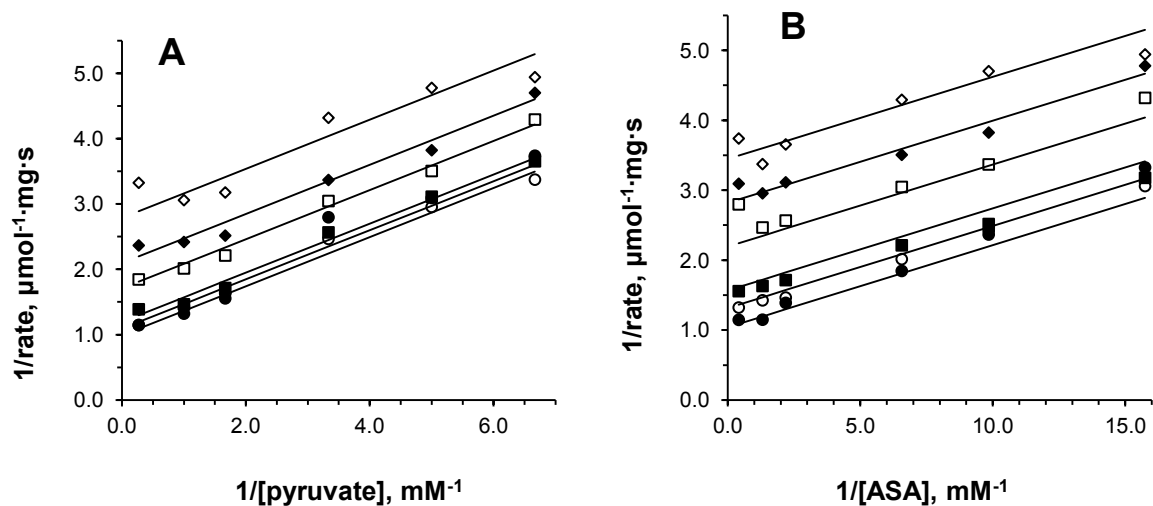 A
1/rate, µmol-1·mg·s
5.0
4.0
3.0
2.0
1.0
0.0
0.0 2.0 4.0 6.0
1/[pyruvate], mM-1
B
1/rate, µmol-1·mg·s
5.0
4.0
3.0
2.0
1.0
0.0
0.0 5.0 10.0 15.0
1/[ASA], mM-1